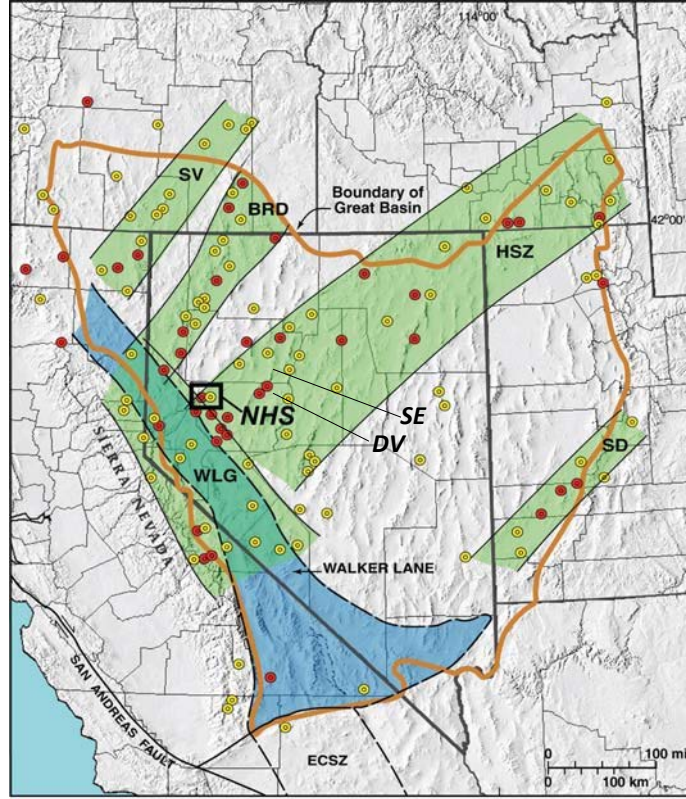 114°00'
SV
BRD
Boundary of
Great Basin
42°00'
HSZ
NHS
SE
DV
SD
WLG
SIERRA NEVADA
WALKER LANE
SAN ANDREAS FAULT
ECSZ
0 100 mi
0 100 km